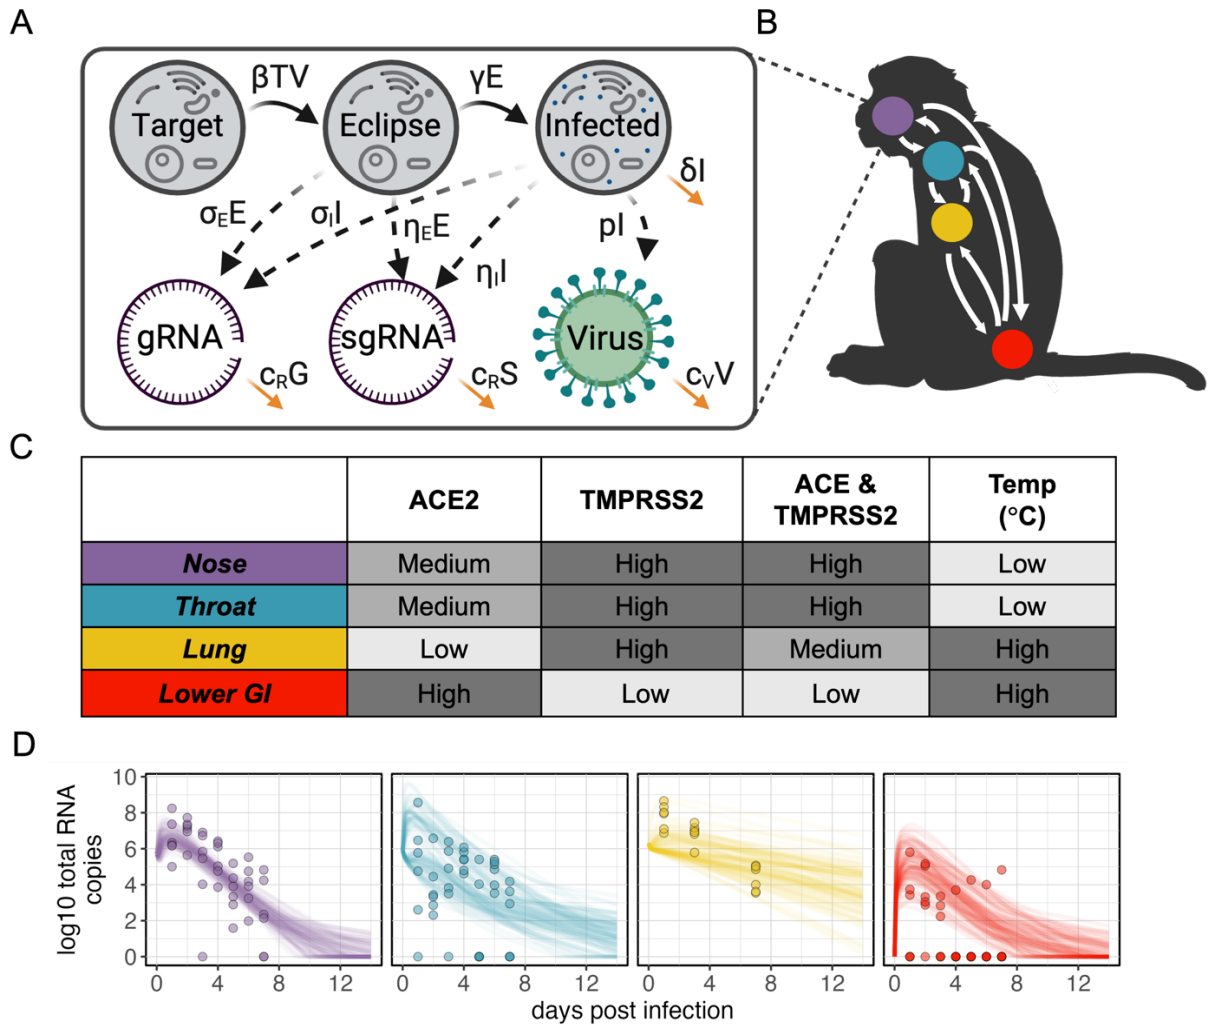 A
B
βTV
γE
Target
Eclipse
Infected
δI
σEE
σII
ηEE
ηII
pI
gRNA
sgRNA
Virus
cRG
cRS
cVV
C
ACE2
TMPRSS2
ACE &
TMPRSS2
Temp
(°C)
Nose
Medium
High
High
Low
Throat
Medium
High
High
Low
Lung
Low
High
Medium
High
Lower GI
High
Low
Low
High
D
log10 total RNA
copies
10
8
6
4
2
0
0 4 8 12
0 4 8 12
0 4 8 12
0 4 8 12
days post infection